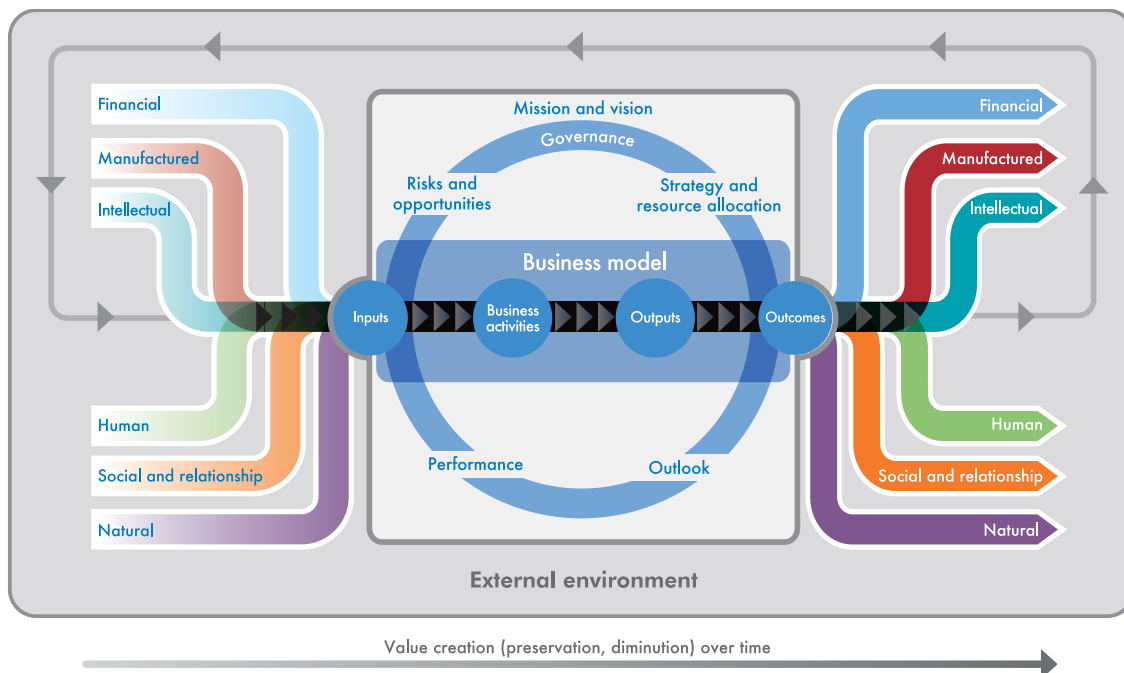 Financial
Manufactured
Intellectual
Human
Social and relationship
Natural
Mission and vision
Governance
Risks and
opportunities
Strategy and
resource allocation
Business model
Inputs
Business
activities
Outputs
Outcomes
Performance
Outlook
Financial
Manufactured
Intellectual
Human
Social and relationship
Natural
External environment
Value creation (preservation, diminution) over time